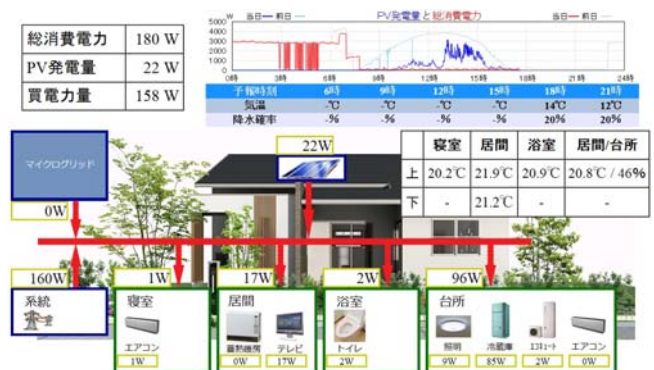 総消費電力 180 W
PV発電量 22 W
買電力量 158 W
W 当日 前日 PV発電量と総消費電力 当日 前日
5000
4000
3000
2000
1000
0
0時 3時 6時 9時 12時 15時 18時 21時 24時
予報時刻 6時 9時 12時 15時 18時 21時
気温 -℃ -℃ -℃ -℃ 14℃ 12℃
降水確率 -% -% -% -% 20% 20%
寝室 居間 浴室 居間/台所
上 20.2℃ 21.9℃ 20.9℃ 20.8℃ / 46%
下 - 21.2℃ - -
マイクログリッド
22W
0W
160W 1W 17W 2W 96W
系統 寝室 居間 浴室 台所
エアコン 蓄熱暖房 テレビ トイレ 照明 冷蔵庫 エコキュート エアコン
1W 0W 17W 2W 9W 85W 2W 0W